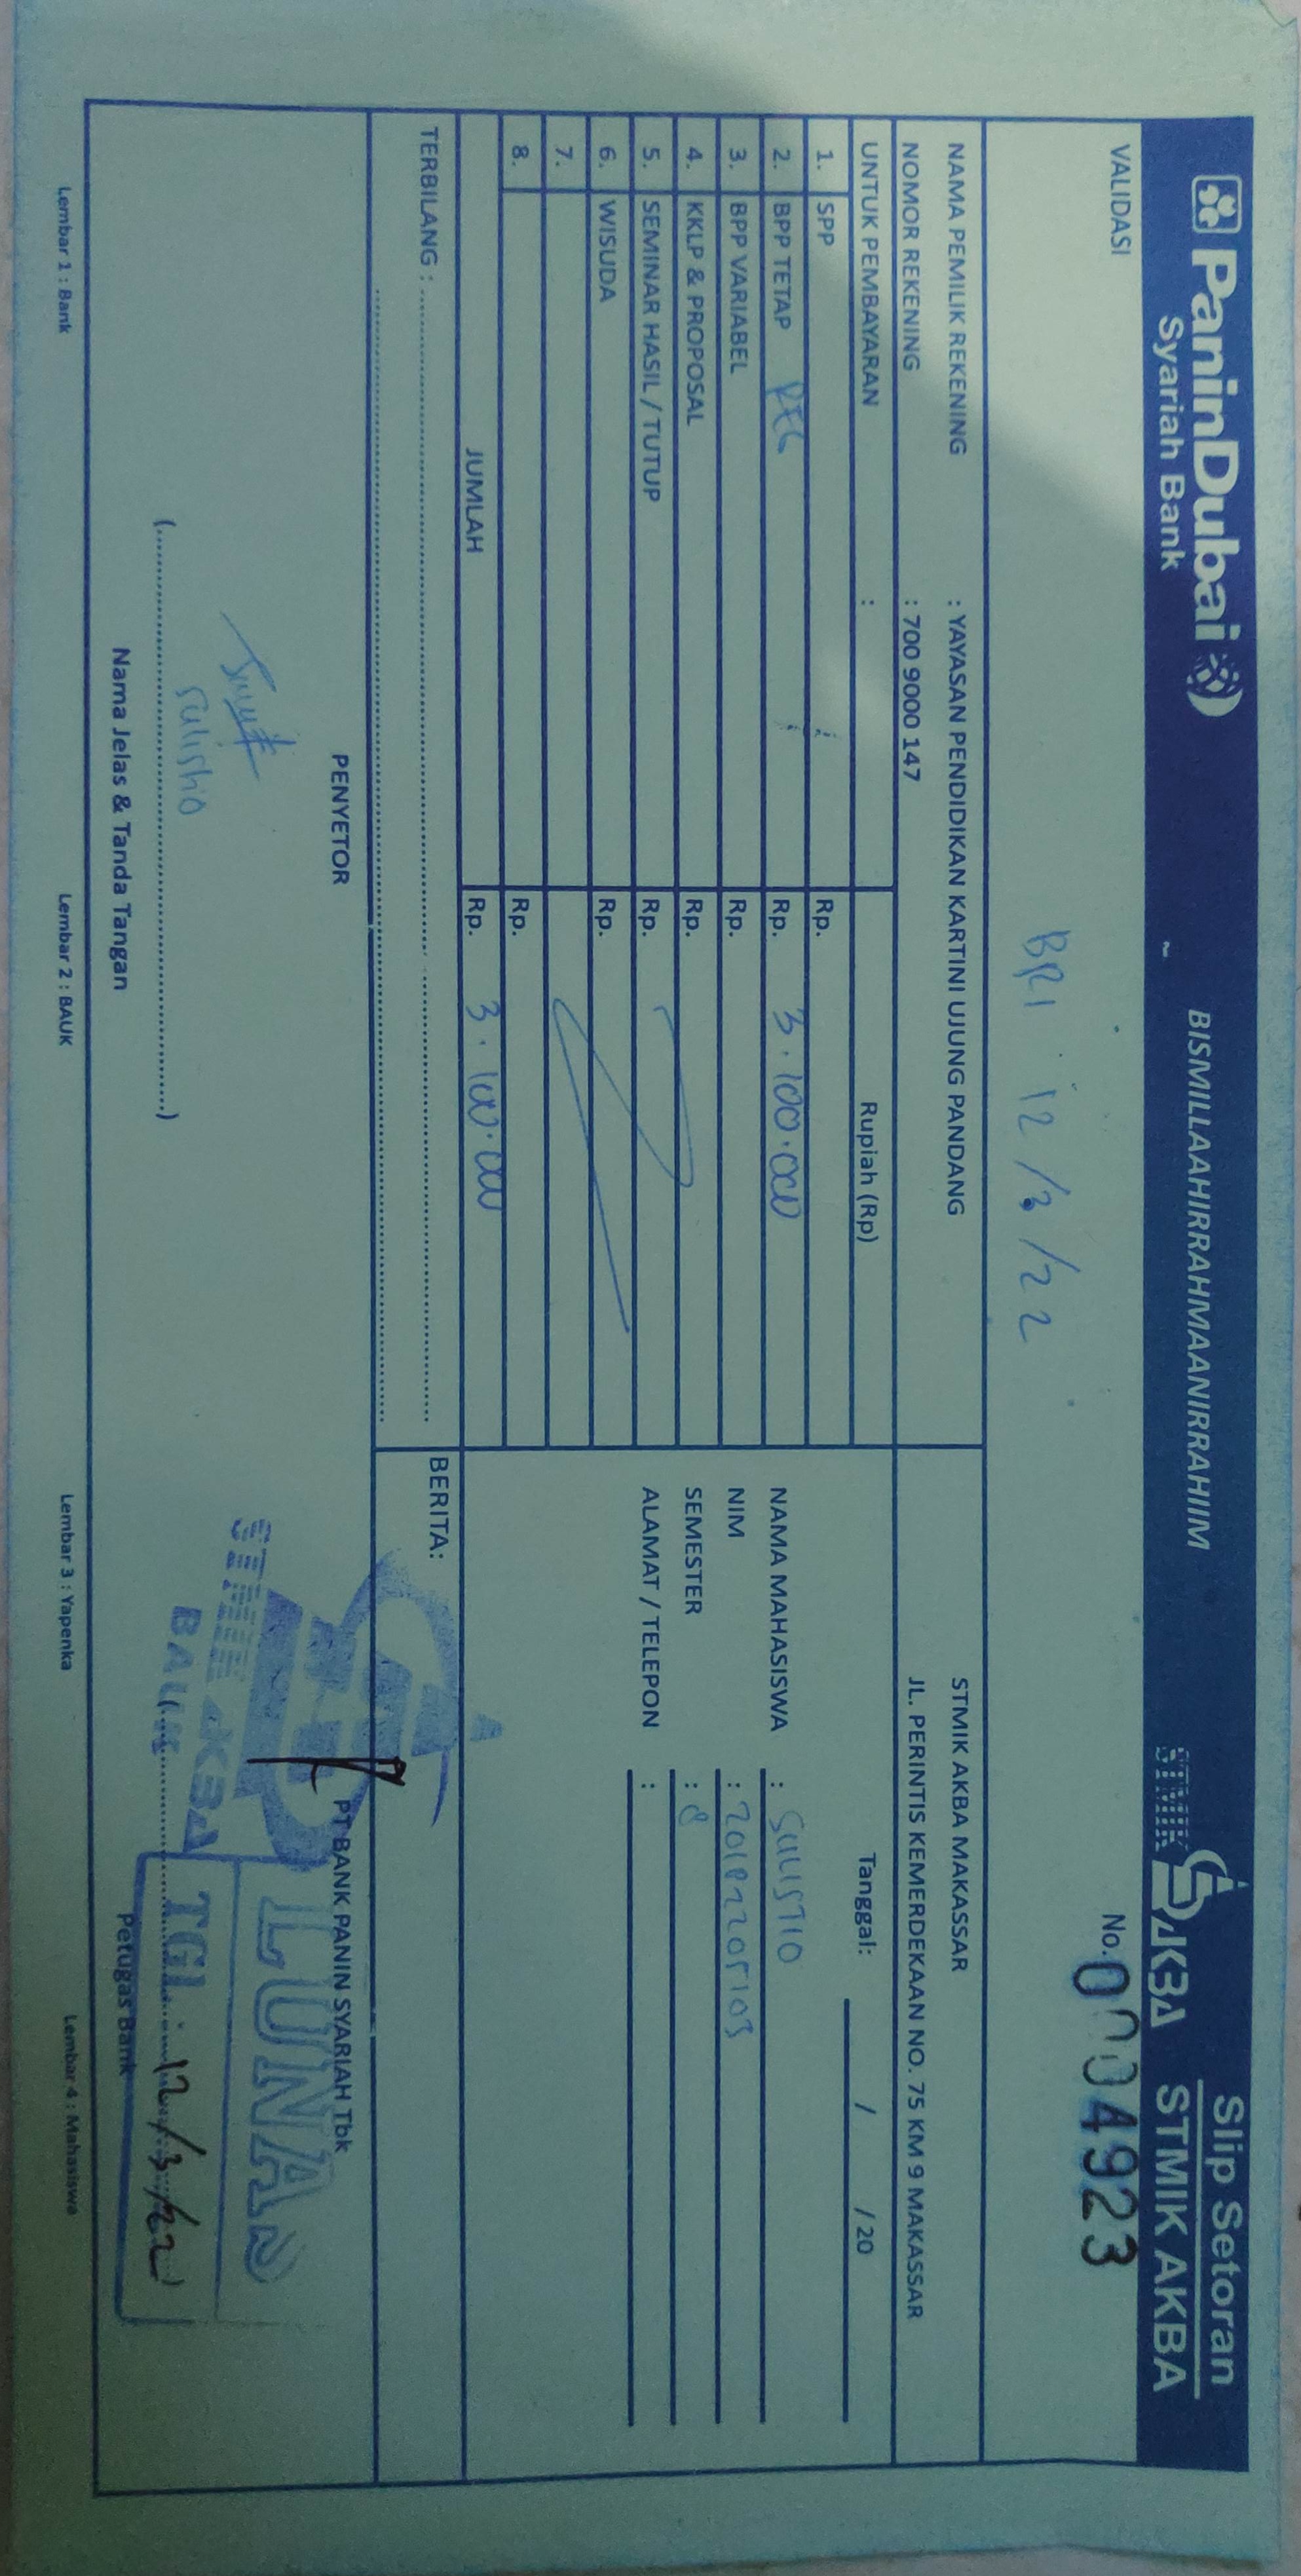 PaninDubai
Syariah Bank
BISMILLAAHIRRAHMAANIRRAHIIM
STMIK AKBA
Slip Setoran
STMIK AKBA
VALIDASI
BRI 12/3/22
No. 0004923
NAMA PEMILIK REKENING : YAYASAN PENDIDIKAN KARTINI UJUNG PANDANG
NOMOR REKENING : 700 9000 147
STMIK AKBA MAKASSAR
JL. PERINTIS KEMERDEKAAN NO. 75 KM 9 MAKASSAR
UNTUK PEMBAYARAN : Rupiah (Rp)
Tanggal: / / 20
1. SPP Rp.
2. BPP TETAP REG Rp. 3.100.000
3. BPP VARIABEL Rp.
4. KKLP & PROPOSAL Rp.
5. SEMINAR HASIL / TUTUP Rp.
6. WISUDA Rp.
7.
8. Rp.
JUMLAH Rp. 3.100.000
NAMA MAHASISWA : SULISTIO
NIM :
SEMESTER : 8
ALAMAT / TELEPON :
TERBILANG :
BERITA:
PENYETOR
Sulistio
(....................)
Nama Jelas & Tanda Tangan
PT BANK PANIN SYARIAH Tbk
STMIK AKBA
BAUK
LUNAS
TGL. 12/3/22
Petugas Bank
Lembar 1 : Bank
Lembar 2 : BAUK
Lembar 3 : Yapenka
Lembar 4 : Mahasiswa